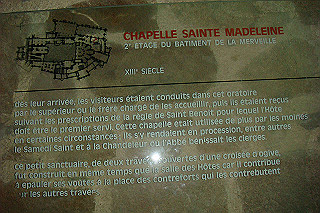 CHAPELLE SAINTE MADELEINE
2e ETAGE DU BATIMENT DE LA MERVEILLE
XIIIe SIECLE
dès leur arrivée, les visiteurs étaient conduits dans cet oratoire
par le supérieur ou le frère chargé de les accueillir, puis ils étaient reçus
suivant les prescriptions de la règle de Saint Benoit pour lequel l'Hôte
doit être le premier servi. Cette chapelle était utilisée de plus par les moines
en certaines circonstances : ils s'y rendaient en procession, entre autres
le Samedi Saint et à la Chandeleur où l'Abbé bénissait les cierges.
ce petit sanctuaire, de deux travées couvertes d'une croisée d'ogive,
fut construit en même temps que la salle des Hôtes car il contribue
à épauler ses voûtes à la place des contreforts qui les contrebutent
sur les autres travées.